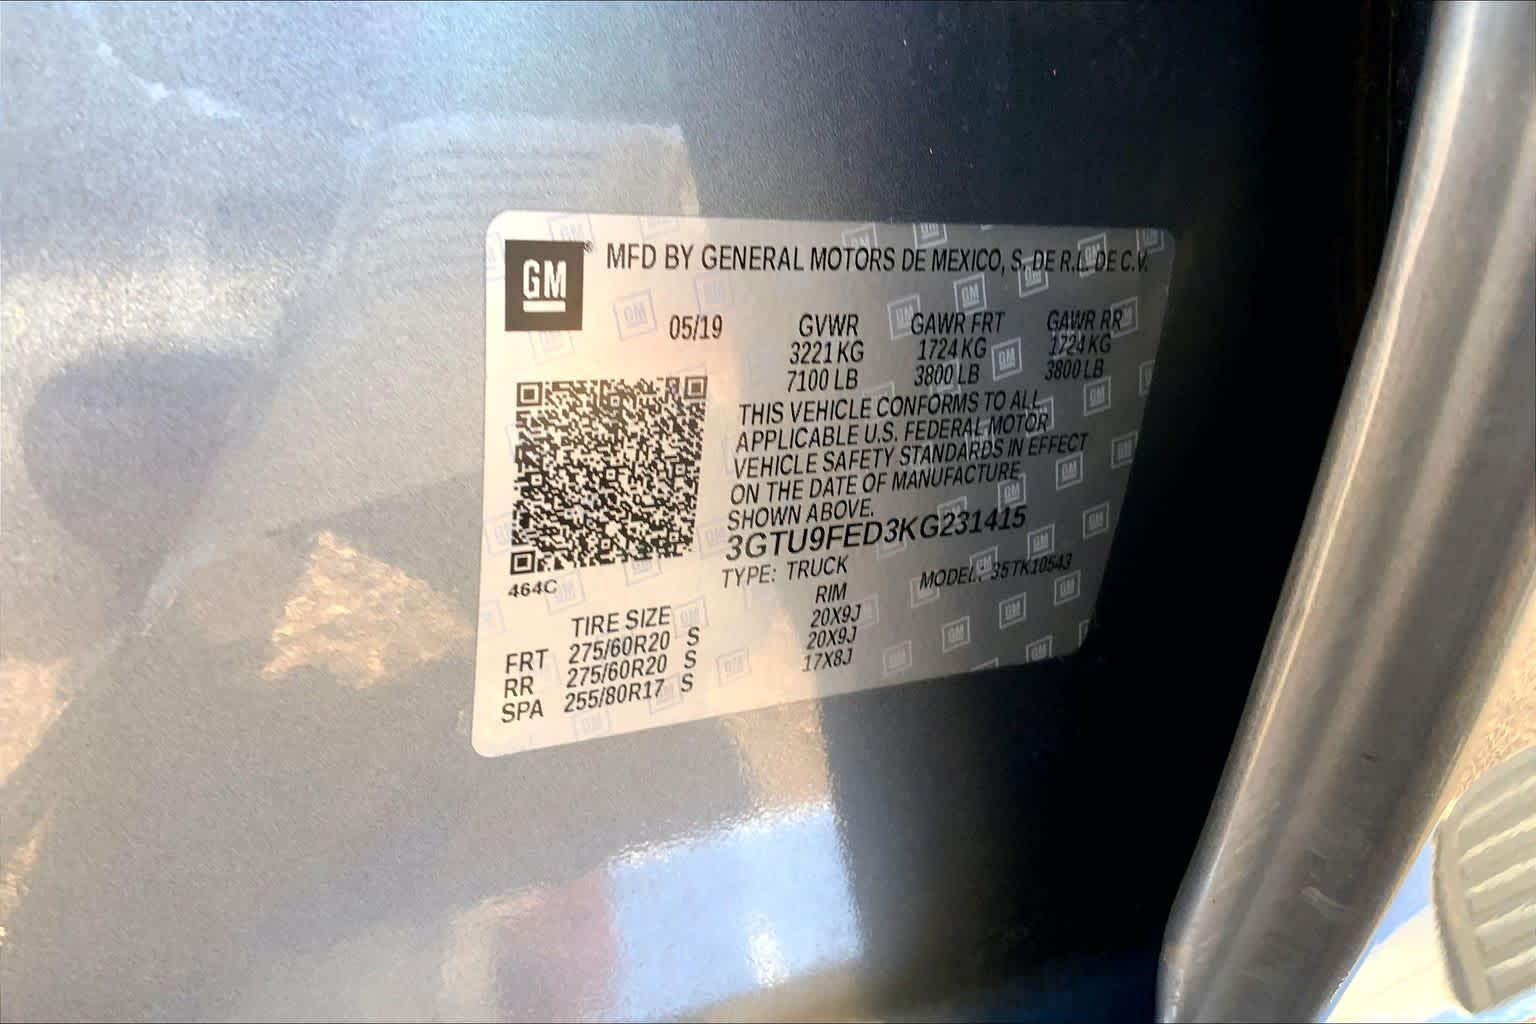 GM MFD BY GENERAL MOTORS DE MEXICO, S. DE R.L. DE C.V.
05/19
GVWR GAWR FRT GAWR RR
3221 KG 1724 KG 1724 KG
7100 LB 3800 LB 3800 LB
THIS VEHICLE CONFORMS TO ALL
APPLICABLE U.S. FEDERAL MOTOR
VEHICLE SAFETY STANDARDS IN EFFECT
ON THE DATE OF MANUFACTURE
SHOWN ABOVE.
3GTU9FED3KG231415
TYPE: TRUCK MODEL: S5TK10543
464C
TIRE SIZE RIM
FRT 275/60R20 S 20X9J
RR 275/60R20 S 20X9J
SPA 255/80R17 S 17X8J